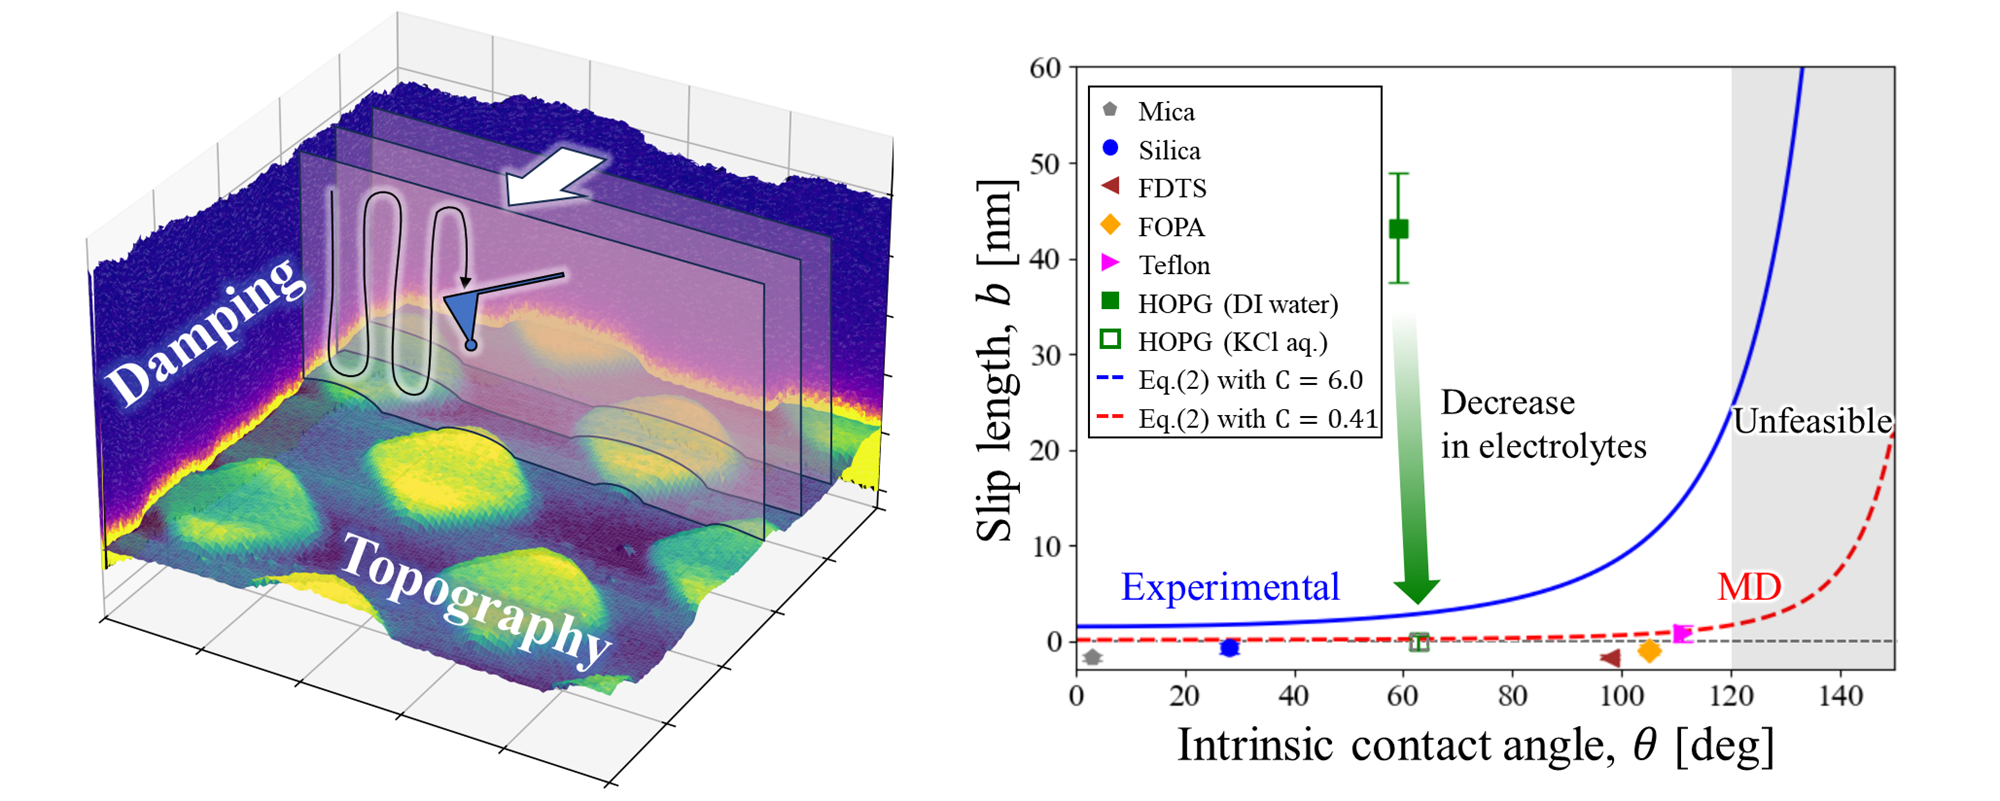 Damping
Topography
Slip length, b [nm]
60
50
40
30
20
10
0
Mica
Silica
FDTS
FOPA
Teflon
HOPG (DI water)
HOPG (KCl aq.)
Eq.(2) with C = 6.0
Eq.(2) with C = 0.41
Decrease
in electrolytes
Unfeasible
Experimental
MD
0 20 40 60 80 100 120 140
Intrinsic contact angle, θ [deg]